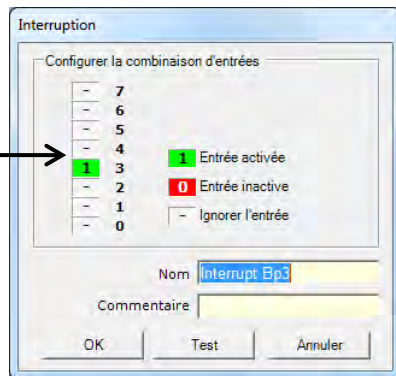 Interruption
Configurer la combinaison d'entrées
- 7
- 6
- 5
- 4
1 3
- 2
- 1
- 0
1 Entrée activée
0 Entrée inactive
- Ignorer l'entrée
Nom Interrupt Bp3
Commentaire
OK Test Annuler